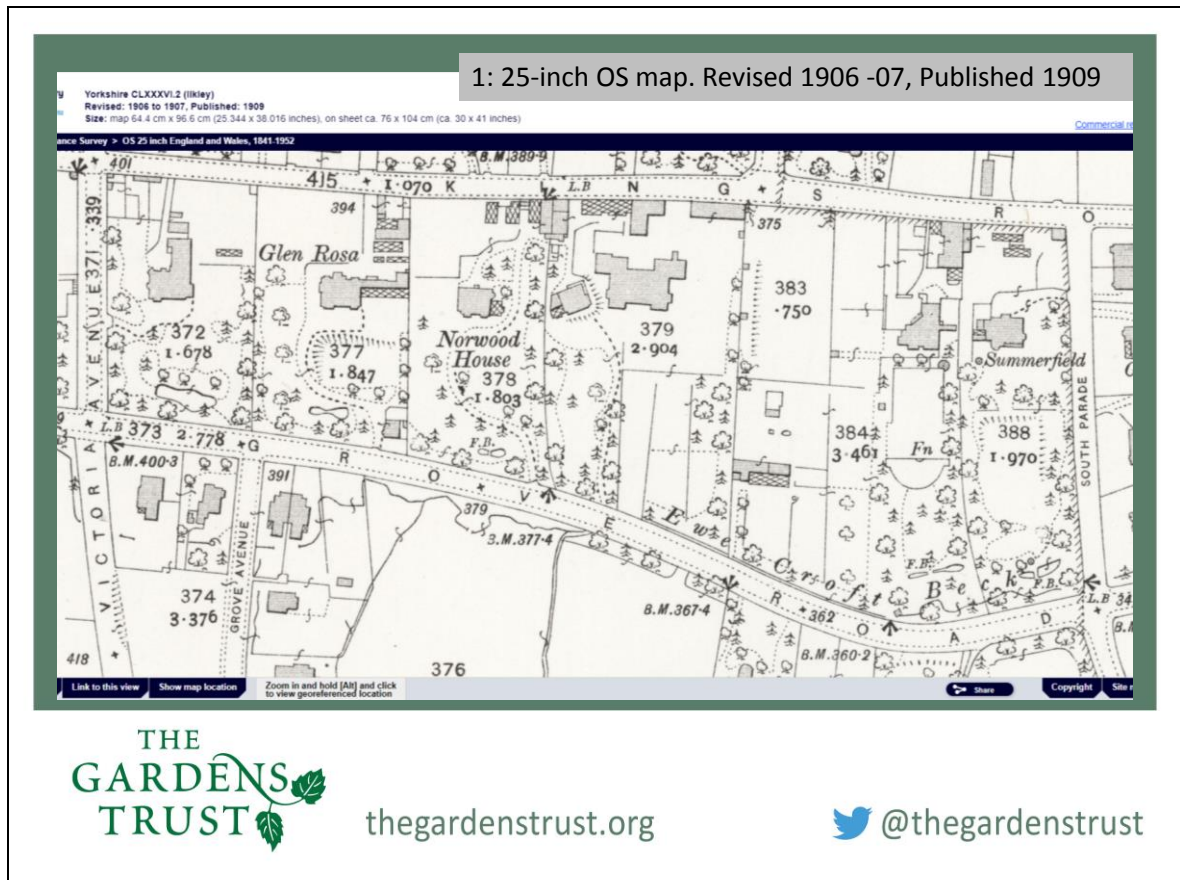 1: 25-inch OS map. Revised 1906 -07, Published 1909
Yorkshire CLXXXVI.2 (Ilkley)
Revised: 1906 to 1907, Published: 1909
Size: map 64.4 cm x 96.6 cm (25.344 x 38.016 inches), on sheet ca. 76 x 104 cm (ca. 30 x 41 inches)
Commercial re
ance Survey > OS 25 inch England and Wales, 1841-1952
401
415
1.070
K I N G S R O
B.M.389.9
L.B
394
375
339
371
VICTORIA AVENUE
Glen Rosa
372
1.678
377
1.847
Norwood
House
378
1.803
379
2.904
383
.750
384
3.461
Summerfield
388
1.970
SOUTH PARADE
Fn
F.B.
F.B.
F.B.
L.B
373
2.778
G R O V E R O A D
B.M.400.3
391
379
B.M.377.4
Ewe Croft Beck
L.B
374
3.376
GROVE AVENUE
B.M.367.4
362
B.M.360.2
418
376
Link to this view
Show map location
Zoom in and hold [Alt] and click
to view georeferenced location
Share
Copyright
Site
THE
GARDENS
TRUST
thegardenstrust.org
@thegardenstrust